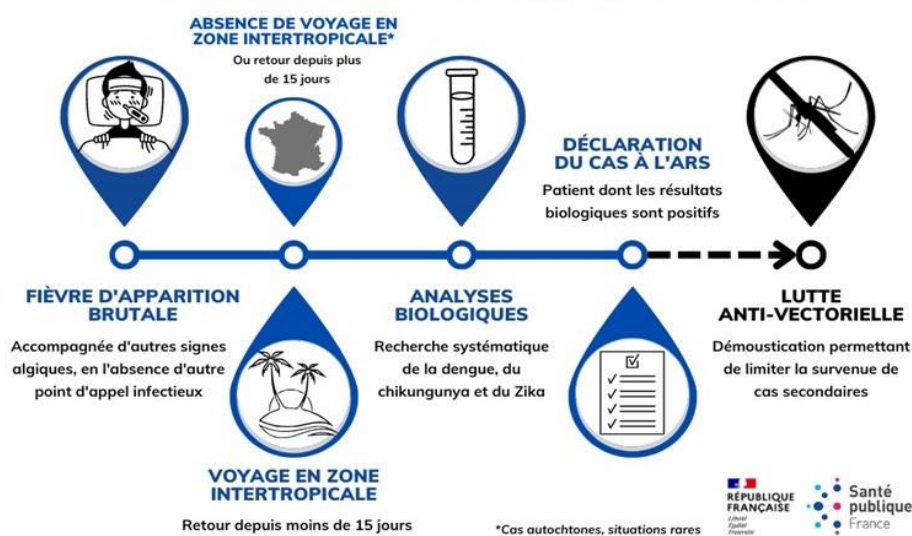 ABSENCE DE VOYAGE EN
ZONE INTERTROPICALE*
Ou retour depuis plus
de 15 jours
DÉCLARATION
DU CAS À L'ARS
Patient dont les résultats
biologiques sont positifs
FIÈVRE D'APPARITION
BRUTALE
Accompagnée d'autres signes
algiques, en l'absence d'autre
point d'appel infectieux
ANALYSES
BIOLOGIQUES
Recherche systématique
de la dengue, du
chikungunya et du Zika
LUTTE
ANTI-VECTORIELLE
Démoustication permettant
de limiter la survenue de
cas secondaires
VOYAGE EN ZONE
INTERTROPICALE
Retour depuis moins de 15 jours
*Cas autochtones, situations rares
RÉPUBLIQUE
FRANÇAISE
Liberté
Égalité
Fraternité
Santé
publique
France